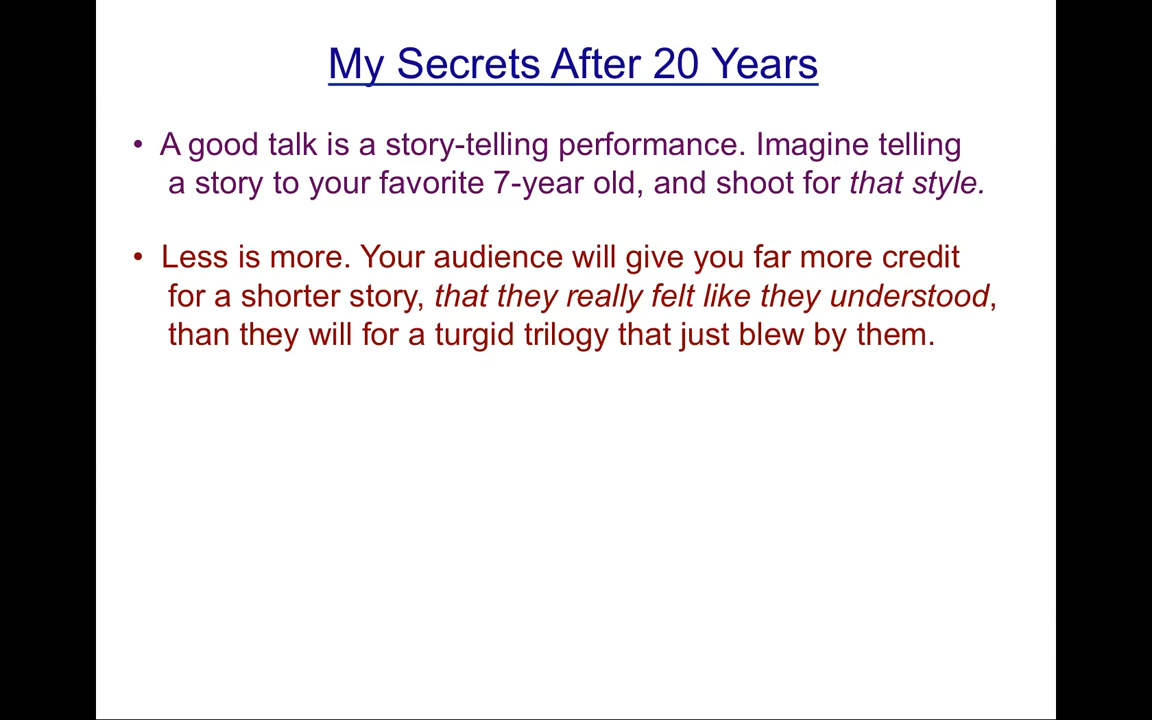 My Secrets After 20 Years
• A good talk is a story-telling performance. Imagine telling
a story to your favorite 7-year old, and shoot for that style.
• Less is more. Your audience will give you far more credit
for a shorter story, that they really felt like they understood,
than they will for a turgid trilogy that just blew by them.